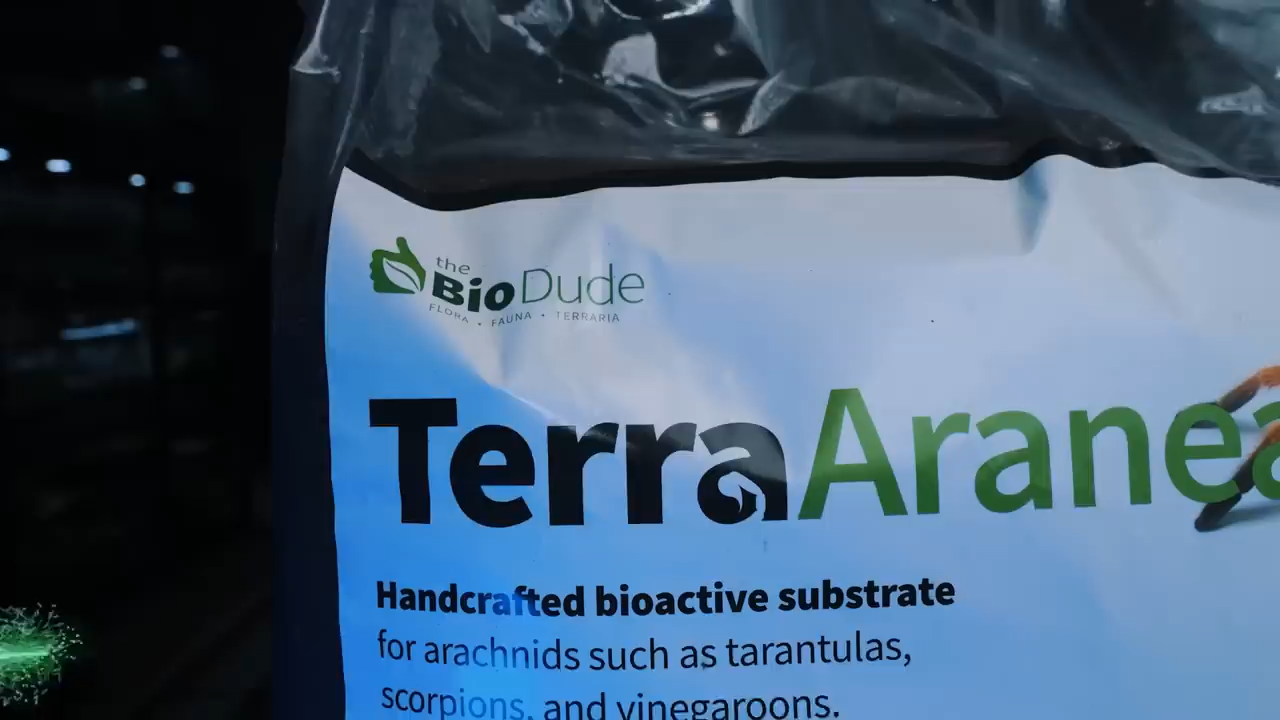 the
BioDude
FLORA • FAUNA • TERRARIA
TerraAranea
Handcrafted bioactive substrate
for arachnids such as tarantulas,
scorpions, and vinegaroons.